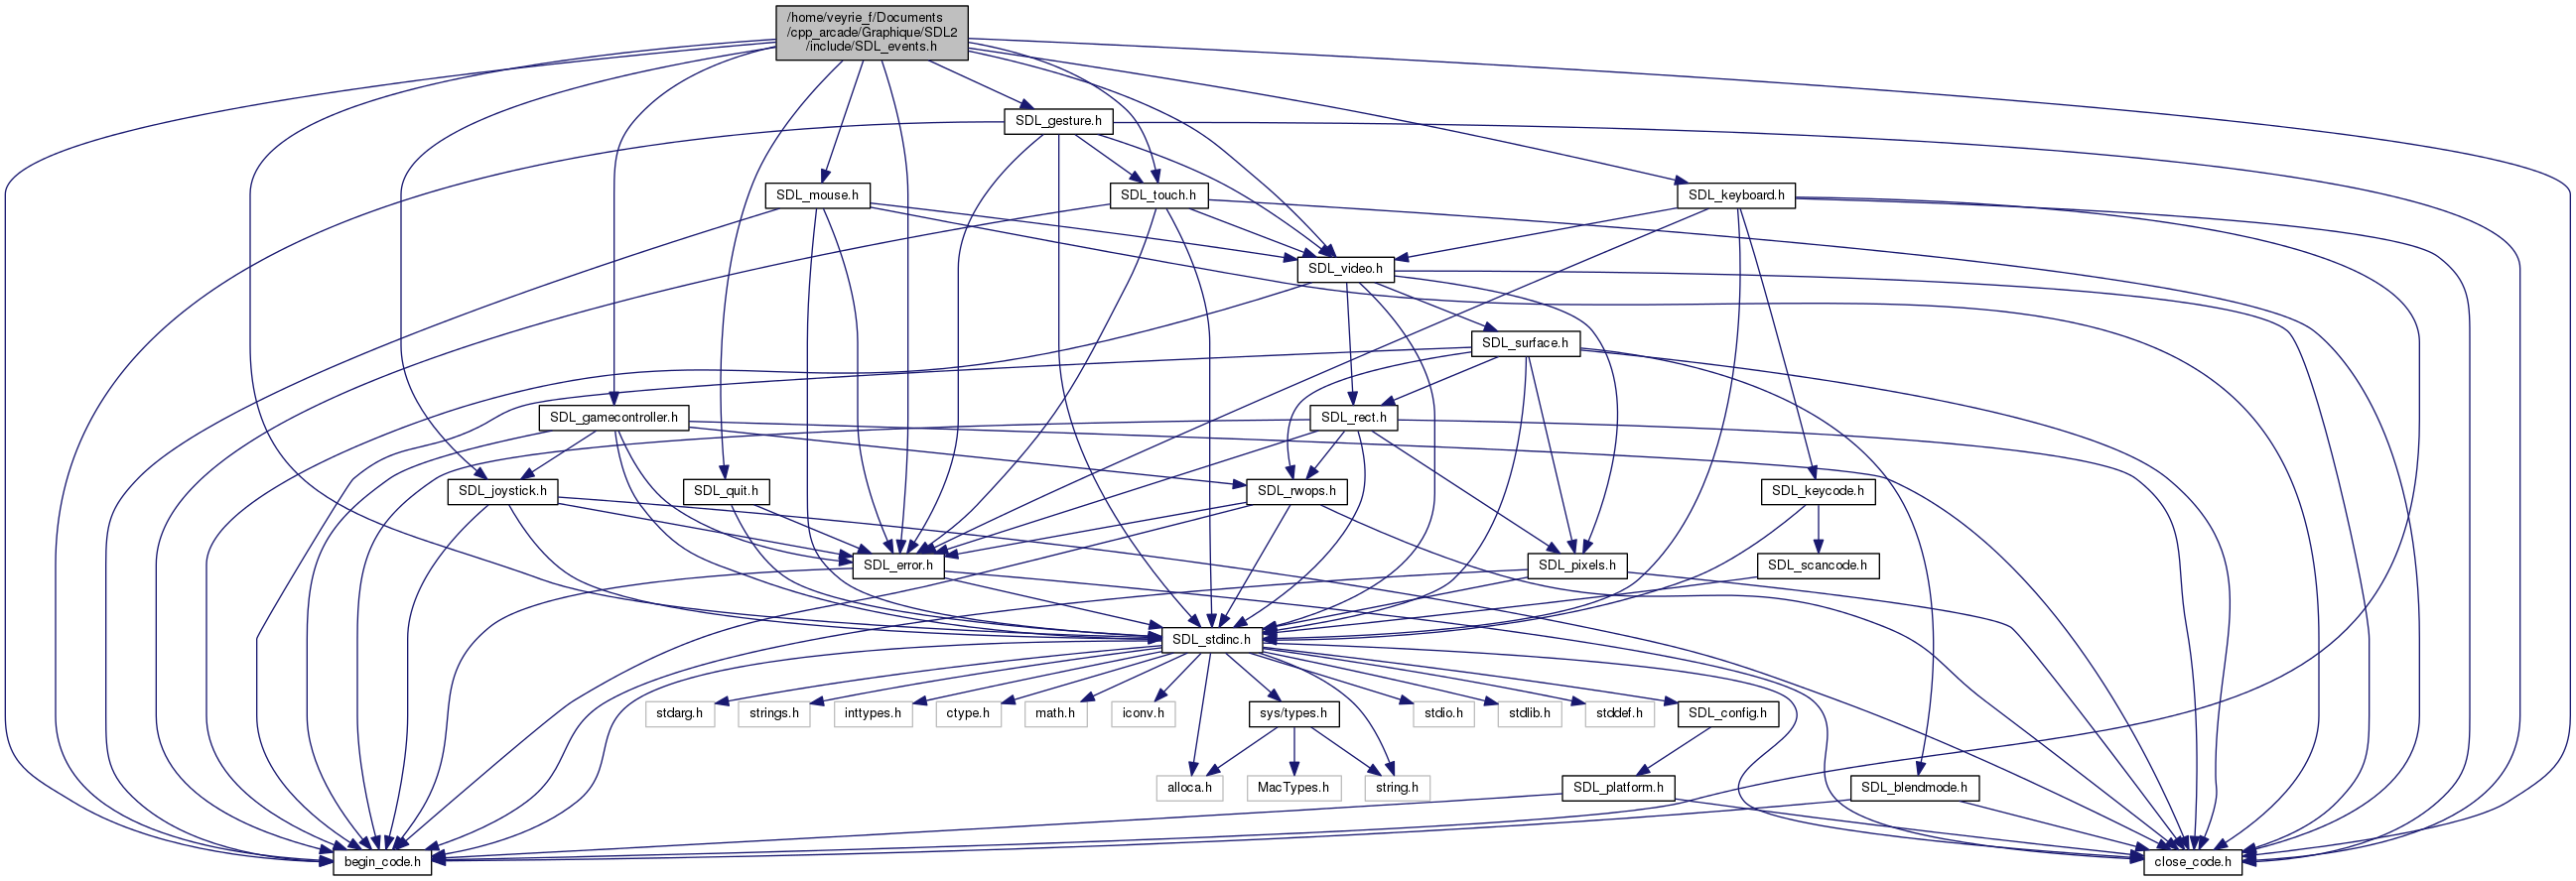 /home/veyrie_f/Documents
/cpp_arcade/Graphique/SDL2
/include/SDL_events.h
SDL_gesture.h
SDL_mouse.h
SDL_touch.h
SDL_keyboard.h
SDL_video.h
SDL_surface.h
SDL_gamecontroller.h
SDL_rect.h
SDL_joystick.h
SDL_quit.h
SDL_rwops.h
SDL_keycode.h
SDL_error.h
SDL_pixels.h
SDL_scancode.h
SDL_stdinc.h
stdarg.h
strings.h
inttypes.h
ctype.h
math.h
iconv.h
sys/types.h
stdio.h
stdlib.h
stddef.h
SDL_config.h
alloca.h
MacTypes.h
string.h
SDL_platform.h
SDL_blendmode.h
begin_code.h
close_code.h